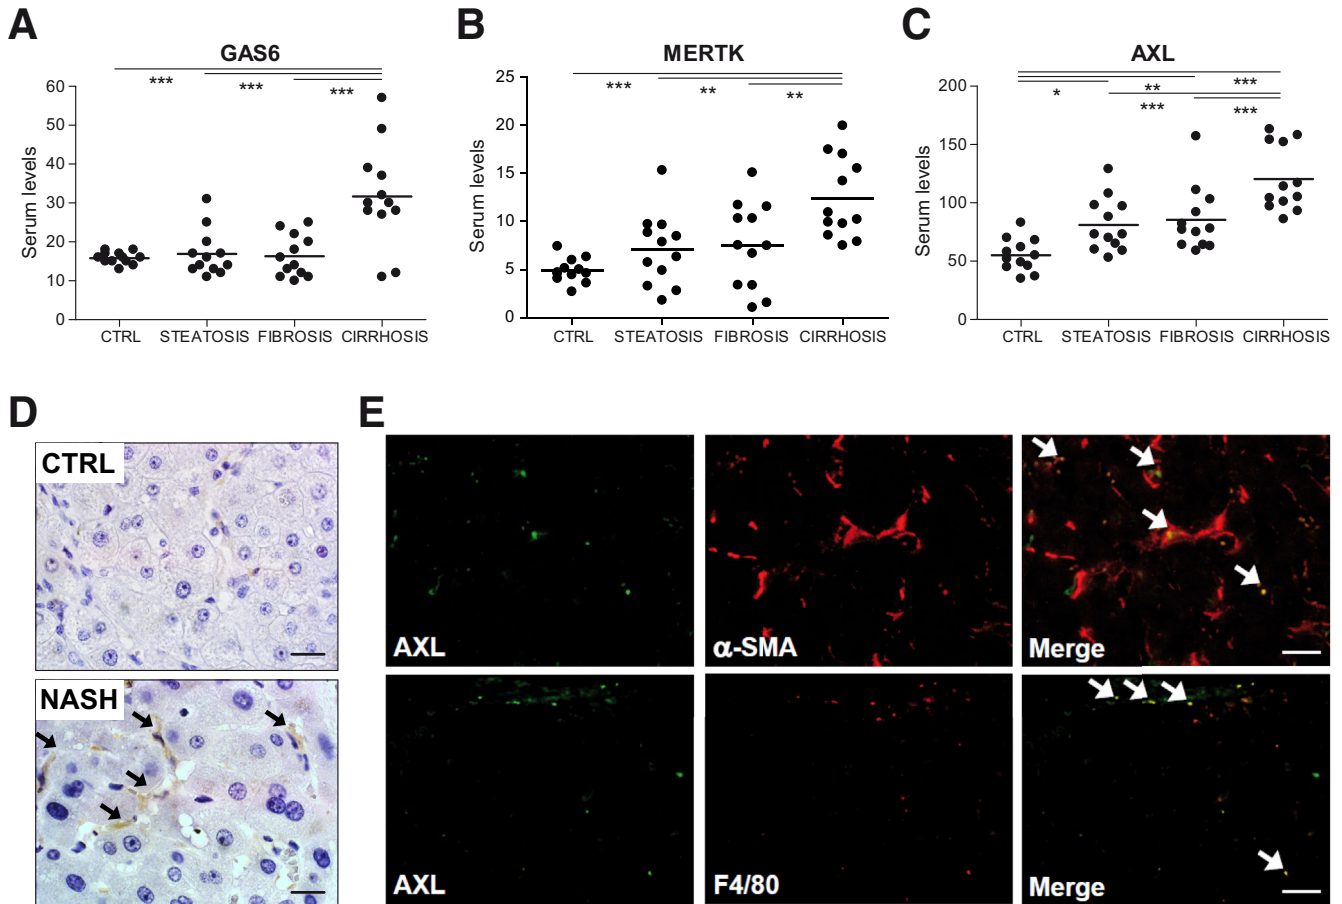 A
GAS6
***
***
***
Serum levels
60
50
40
30
20
10
0
CTRL STEATOSIS FIBROSIS CIRRHOSIS
B
MERTK
***
**
**
Serum levels
25
20
15
10
5
0
CTRL STEATOSIS FIBROSIS CIRRHOSIS
C
AXL
*
**
***
***
***
Serum levels
200
150
100
50
0
CTRL STEATOSIS FIBROSIS CIRRHOSIS
D
CTRL
NASH
E
AXL
α-SMA
Merge
AXL
F4/80
Merge